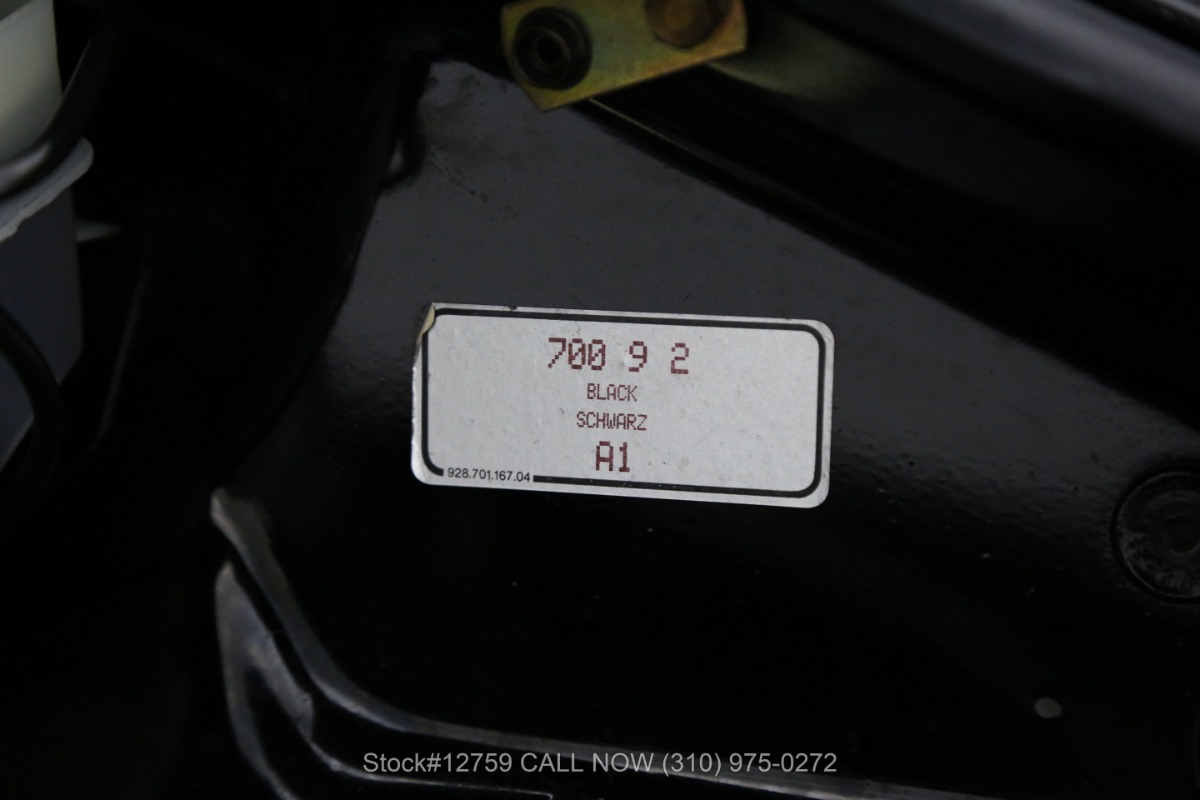 700 9 2
BLACK
SCHWARZ
A1
928.701.167.04
Stock#12759 CALL NOW (310) 975-0272